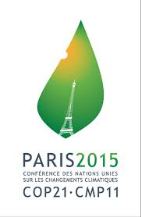 PARIS2015
CONFÉRENCE DES NATIONS UNIES
SUR LES CHANGEMENTS CLIMATIQUES
COP21·CMP11